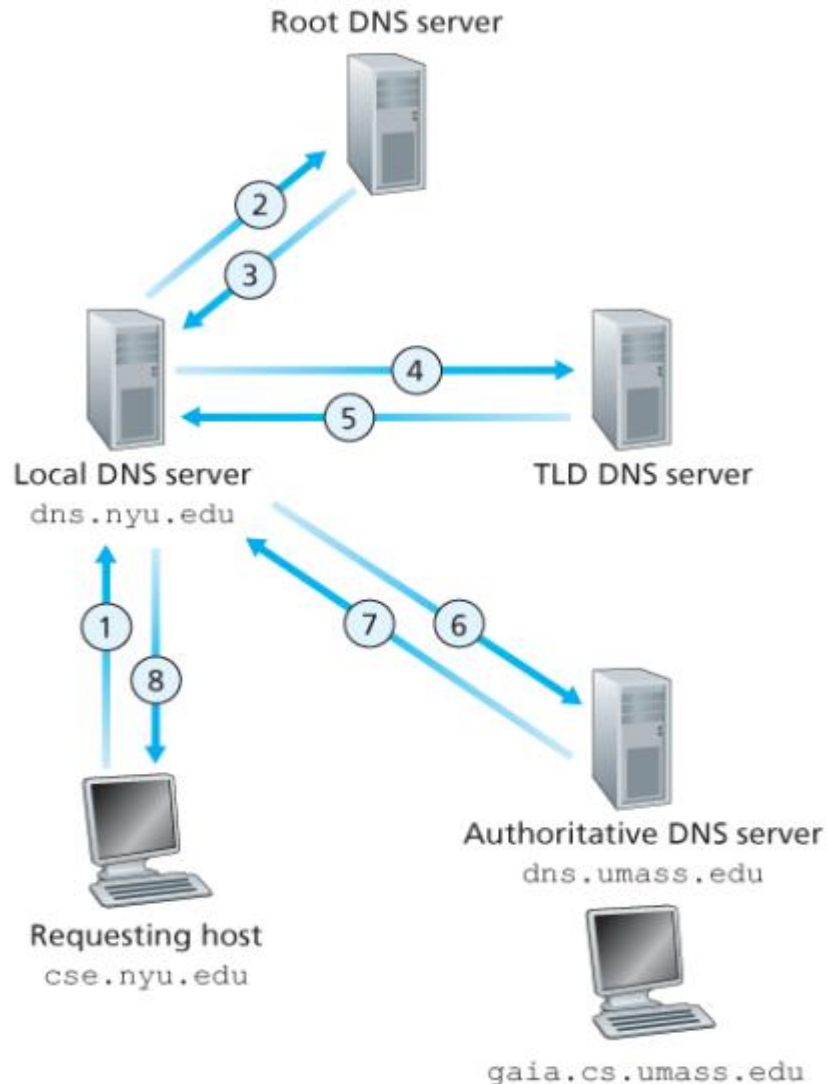 Root DNS server
2
3
4
5
Local DNS server
dns.nyu.edu
TLD DNS server
1
8
7
6
Requesting host
cse.nyu.edu
Authoritative DNS server
dns.umass.edu
gaia.cs.umass.edu